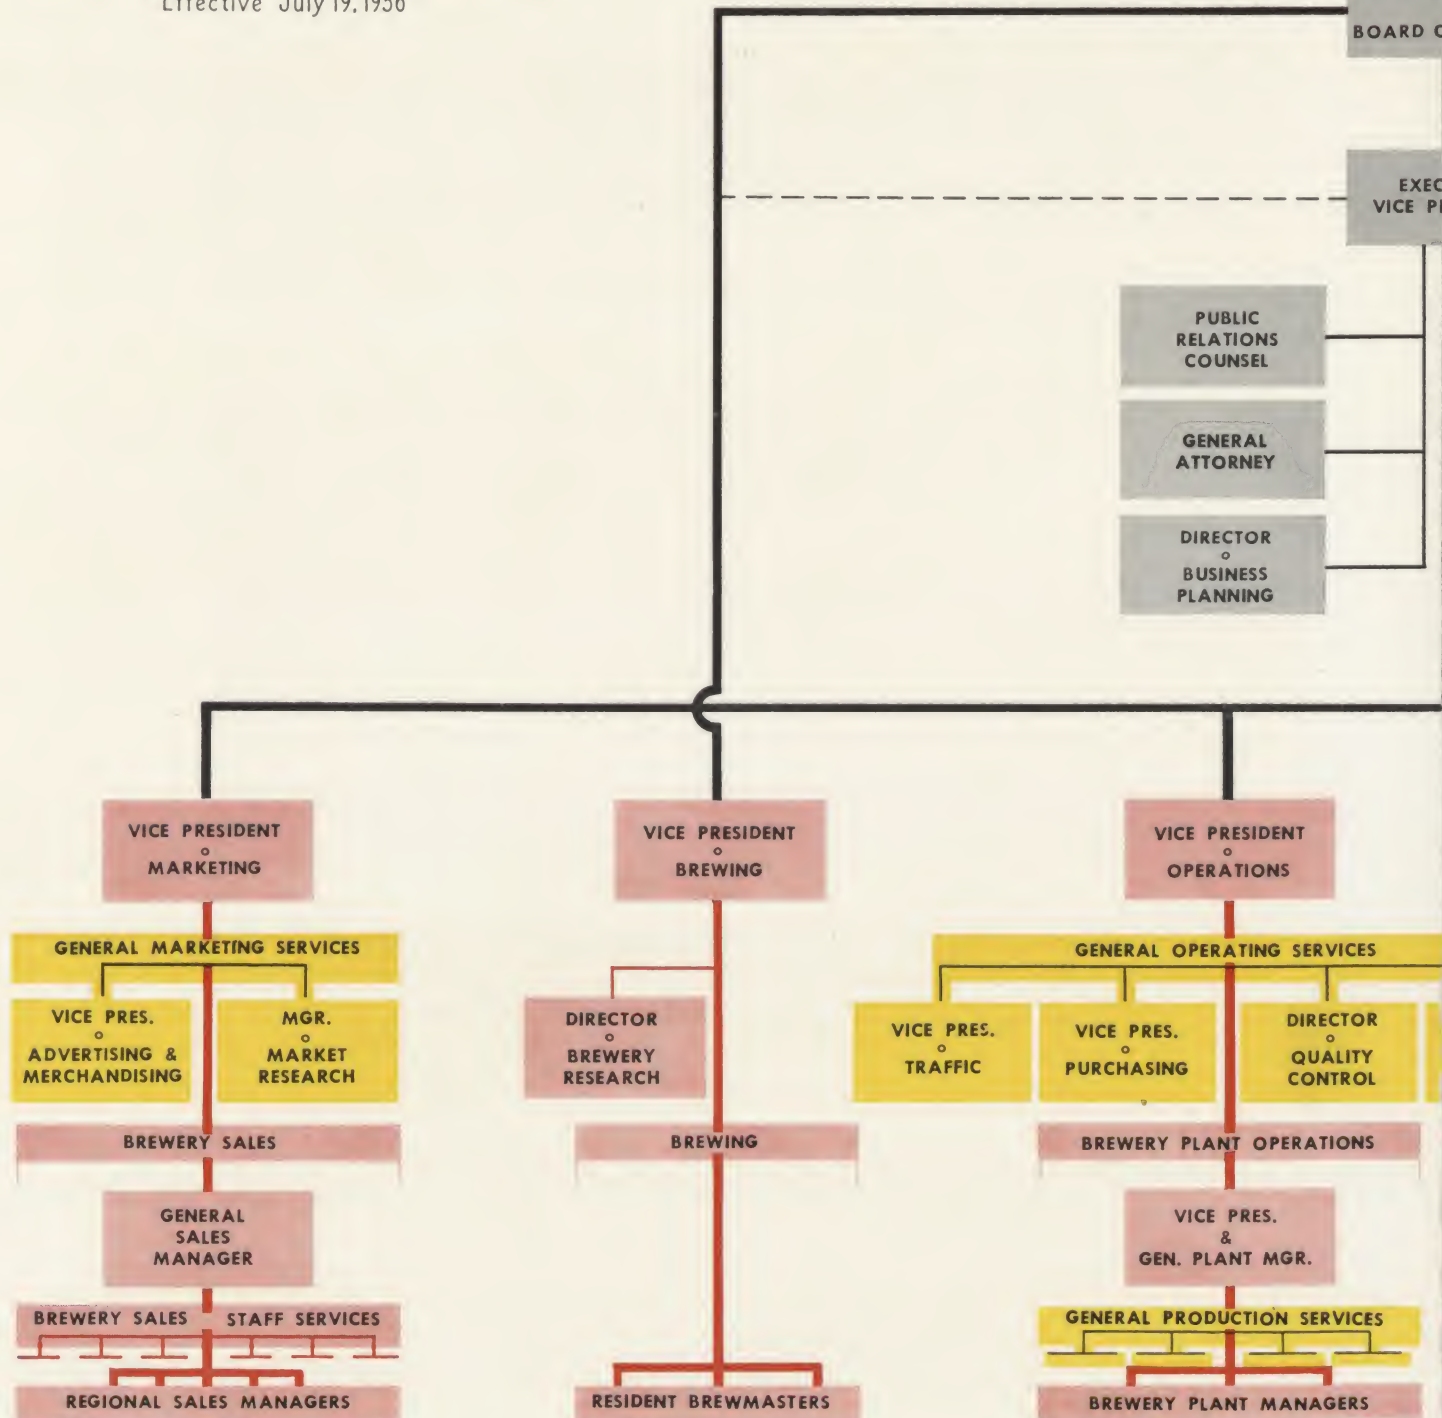 Effective July 19, 1956
BOARD
VICE
PUBLIC
RELATIONS
COUNSEL
GENERAL
ATTORNEY
DIRECTOR
BUSINESS
PLANNING
VICE PRESIDENT
MARKETING
VICE PRESIDENT
BREWING
VICE PRESIDENT
OPERATIONS
GENERAL MARKETING SERVICES
VICE PRES.
ADVERTISING &
MERCHANDISING
MGR.
MARKET
RESEARCH
DIRECTOR
BREWERY
RESEARCH
GENERAL OPERATING SERVICES
VICE PRES.
TRAFFIC
VICE PRES.
PURCHASING
DIRECTOR
QUALITY
CONTROL
BREWERY SALES
BREWING
BREWERY PLANT OPERATIONS
GENERAL
SALES
MANAGER
VICE PRES.
&
GEN. PLANT MGR.
BREWERY SALES STAFF SERVICES
GENERAL PRODUCTION SERVICES
REGIONAL SALES MANAGERS
RESIDENT BREWMASTERS
BREWERY PLANT MANAGERS